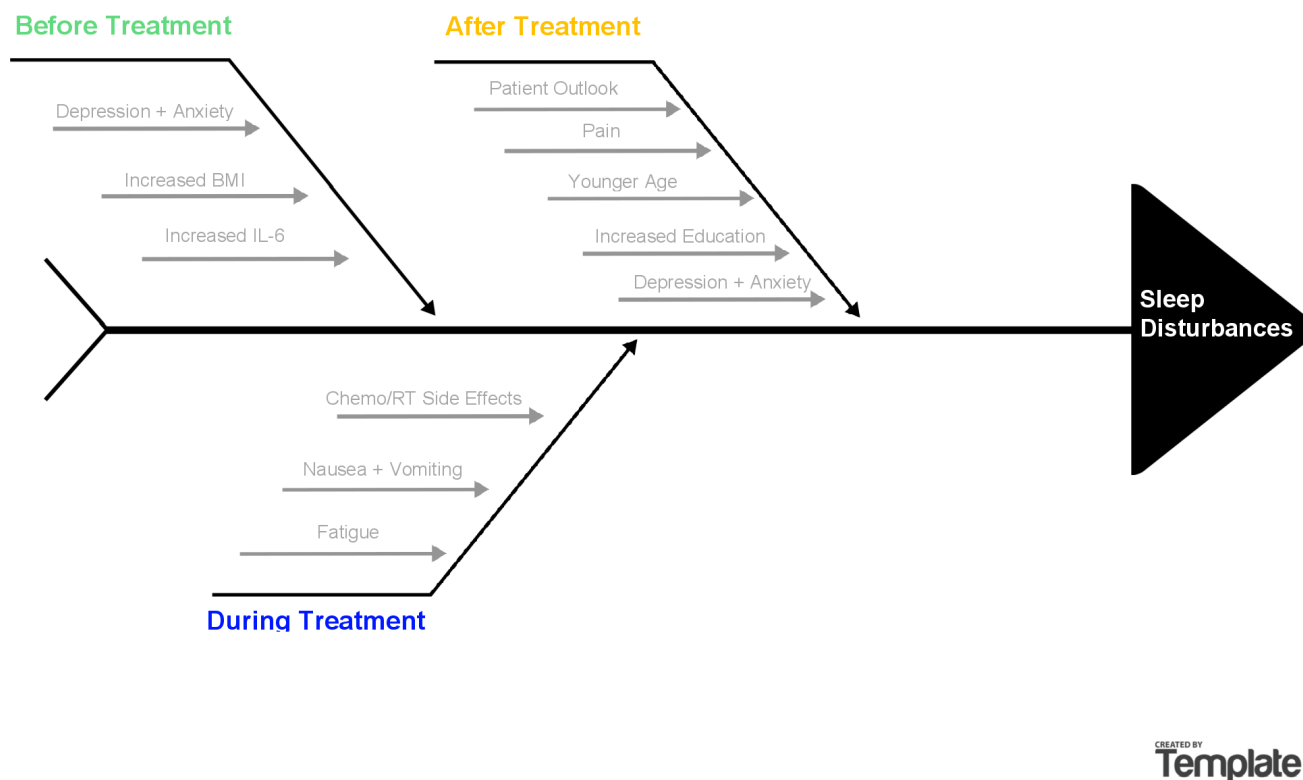 Before Treatment
Depression + Anxiety
Increased BMI
Increased IL-6
After Treatment
Patient Outlook
Pain
Younger Age
Increased Education
Depression + Anxiety
Sleep
Disturbances
Chemo/RT Side Effects
Nausea + Vomiting
Fatigue
During Treatment
CREATED BY
Template